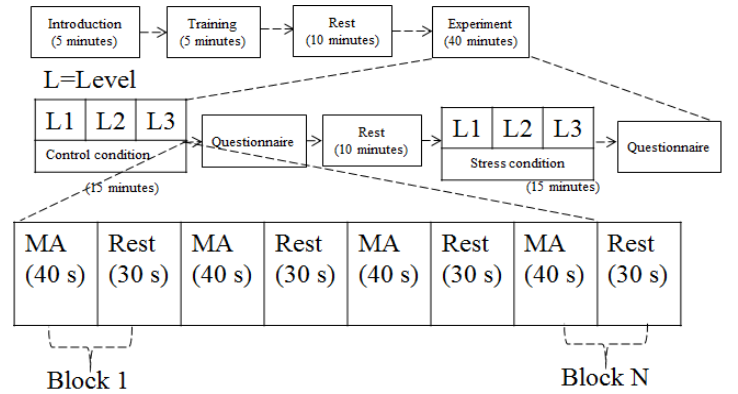 Introduction
(5 minutes)
Training
(5 minutes)
Rest
(10 minutes)
Experiment
(40 minutes)
L=Level
L1 L2 L3
Control condition
(15 minutes)
Questionnaire
Rest
(10 minutes)
L1 L2 L3
Stress condition
(15 minutes)
Questionnaire
MA
(40 s)
Rest
(30 s)
MA
(40 s)
Rest
(30 s)
MA
(40 s)
Rest
(30 s)
MA
(40 s)
Rest
(30 s)
Block 1
Block N